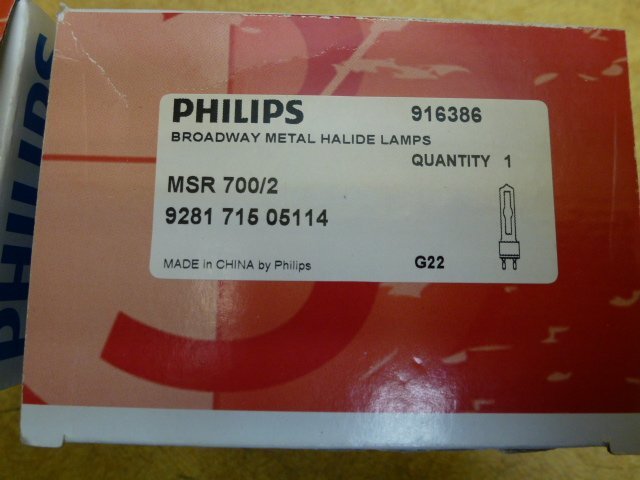 PHILIPS
PHILIPS 916386
BROADWAY METAL HALIDE LAMPS
QUANTITY 1
MSR 700/2
9281 715 05114
MADE in CHINA by Philips G22